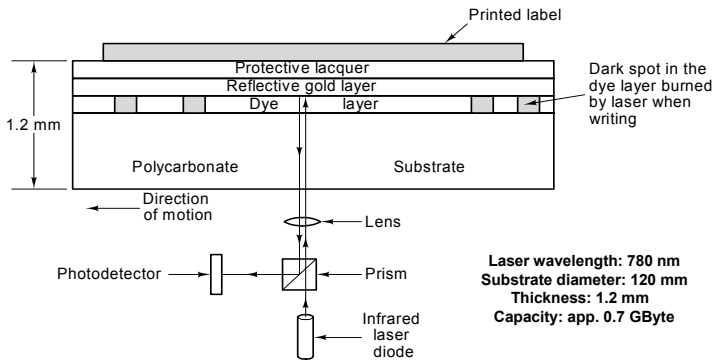 Printed label
Protective lacquer
Reflective gold layer
Dye layer
Dark spot in the
dye layer burned
by laser when
writing
1.2 mm
Polycarbonate Substrate
Direction
of motion
Lens
Photodetector
Prism
Infrared
laser
diode
Laser wavelength: 780 nm
Substrate diameter: 120 mm
Thickness: 1.2 mm
Capacity: app. 0.7 GByte